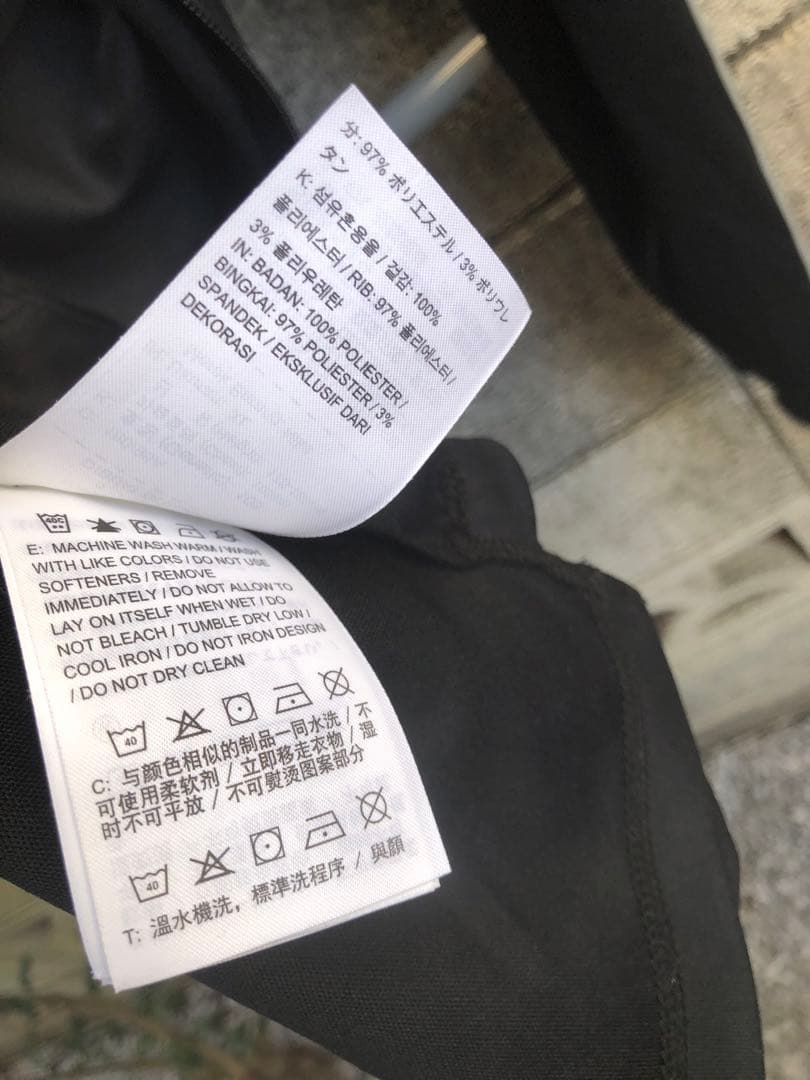 分: 97% ポリエステル / 3% ポリウレ
タン
K: 섬유혼용율 / 겉감: 100%
폴리에스터 / RIB: 97% 폴리에스터 /
3% 폴리우레탄
IN: BADAN: 100% POLIESTER /
BINGKAI: 97% POLIESTER / 3%
SPANDEK / EKSKLUSIF DARI
DEKORASI
40C
E: MACHINE WASH WARM / WASH
WITH LIKE COLORS / DO NOT USE
SOFTENERS / REMOVE
IMMEDIATELY / DO NOT ALLOW TO
LAY ON ITSELF WHEN WET / DO
NOT BLEACH / TUMBLE DRY LOW /
COOL IRON / DO NOT IRON DESIGN
/ DO NOT DRY CLEAN
40
C: 与颜色相似的制品一同水洗 / 不
可使用柔软剂 / 立即移走衣物 / 湿
时不可平放 / 不可熨烫图案部分
40
T: 溫水機洗，標準洗程序 / 與顏